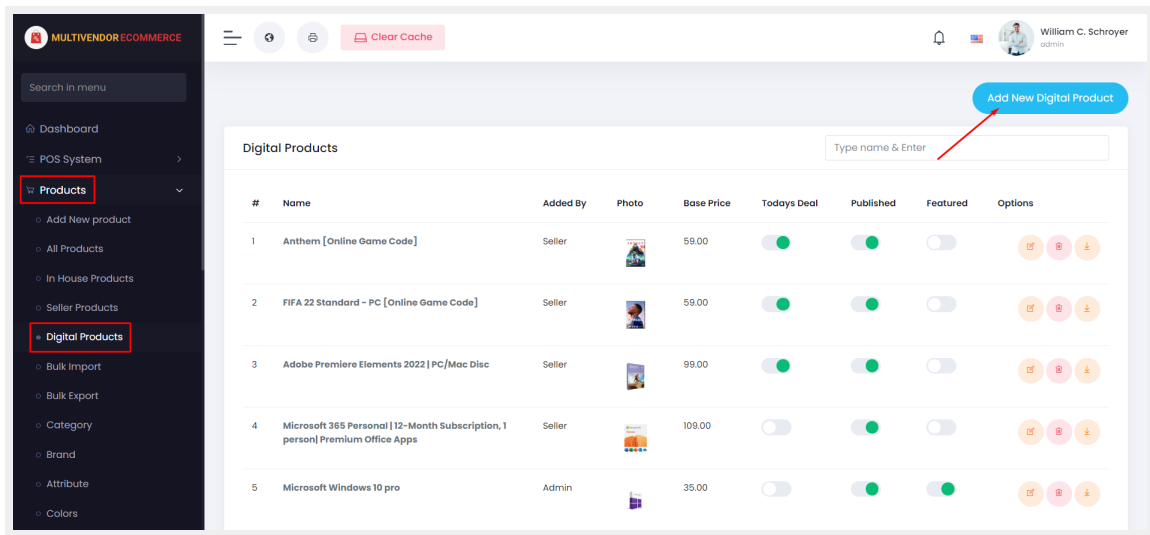 MULTIVENDOR ECOMMERCE
Clear Cache
William C. Schroyer
admin
Search in menu
Dashboard
POS System
Products
Add New product
All Products
In House Products
Seller Products
Digital Products
Bulk Import
Bulk Export
Category
Brand
Attribute
Colors
Add New Digital Product
Digital Products
Type name & Enter
# Name Added By Photo Base Price Todays Deal Published Featured Options
1 Anthem [Online Game Code] Seller 59.00
2 FIFA 22 Standard - PC [Online Game Code] Seller 59.00
3 Adobe Premiere Elements 2022 | PC/Mac Disc Seller 99.00
4 Microsoft 365 Personal | 12-Month Subscription, 1 Seller 109.00
person| Premium Office Apps
5 Microsoft Windows 10 pro Admin 35.00